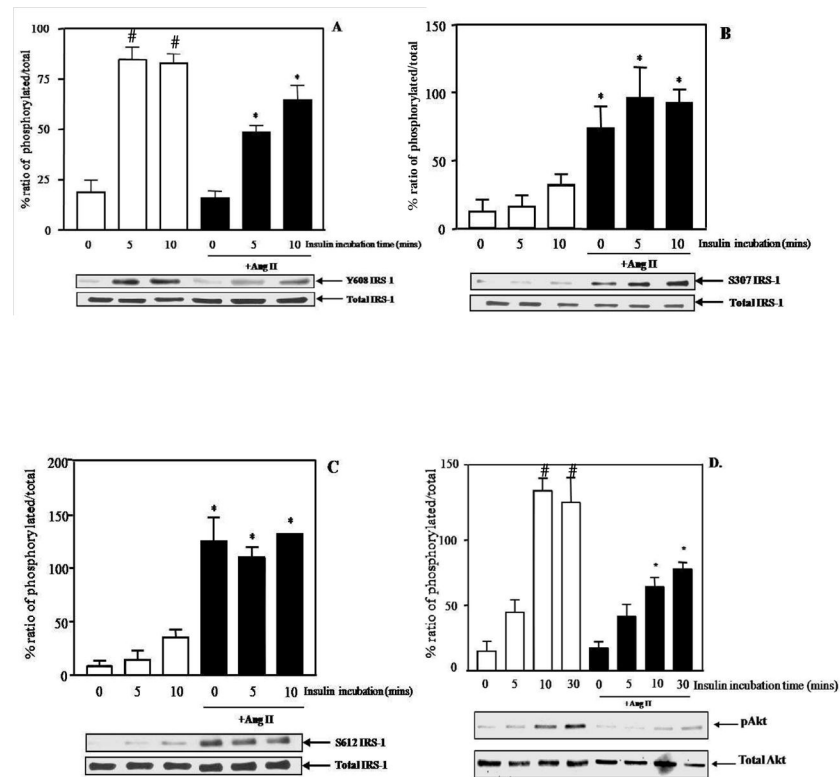 A
% ratio of phosphorylated/total
100
75
50
25
0
# # * *
0 5 10 0 5 10 Insulin incubation time (mins)
+Ang II
Y608 IRS-1
Total IRS-1
B
% ratio of phosphorylated/total
150
100
50
0
* * *
0 5 10 0 5 10 Insulin incubation (mins)
+Ang II
S307 IRS-1
Total IRS-1
C
% ratio of phosphorylated/total
200
150
100
50
0
* * *
0 5 10 0 5 10 Insulin incubation (mins)
+Ang II
S612 IRS-1
Total IRS-1
D.
% ratio of phosphorylated/total
150
100
50
0
# # * *
0 5 10 30 0 5 10 30 Insulin incubation time (mins)
+Ang II
pAkt
Total Akt